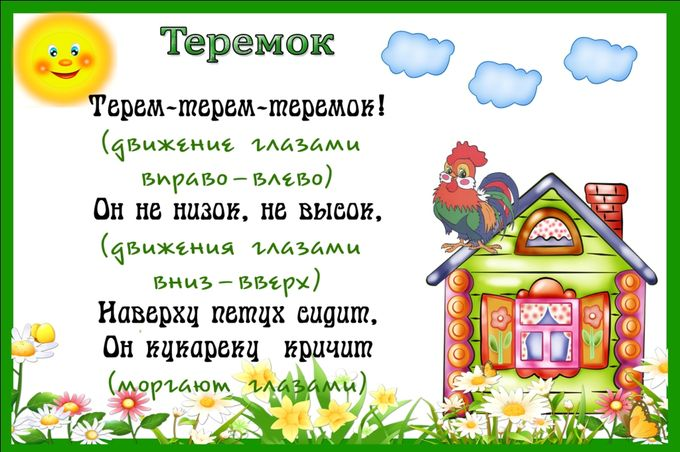 Теремок
Терем-терем-теремок!
(движение глазами
вправо – влево)
Он не низок, не высок,
(движения глазами
вниз – вверх)
Наверху петух сидит,
Он кукареку кричит
(моргают глазами)